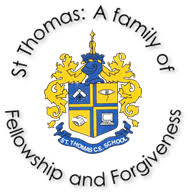 St Thomas: A family of
Fellowship and Forgiveness
ST. THOMAS C.E. SCHOOL